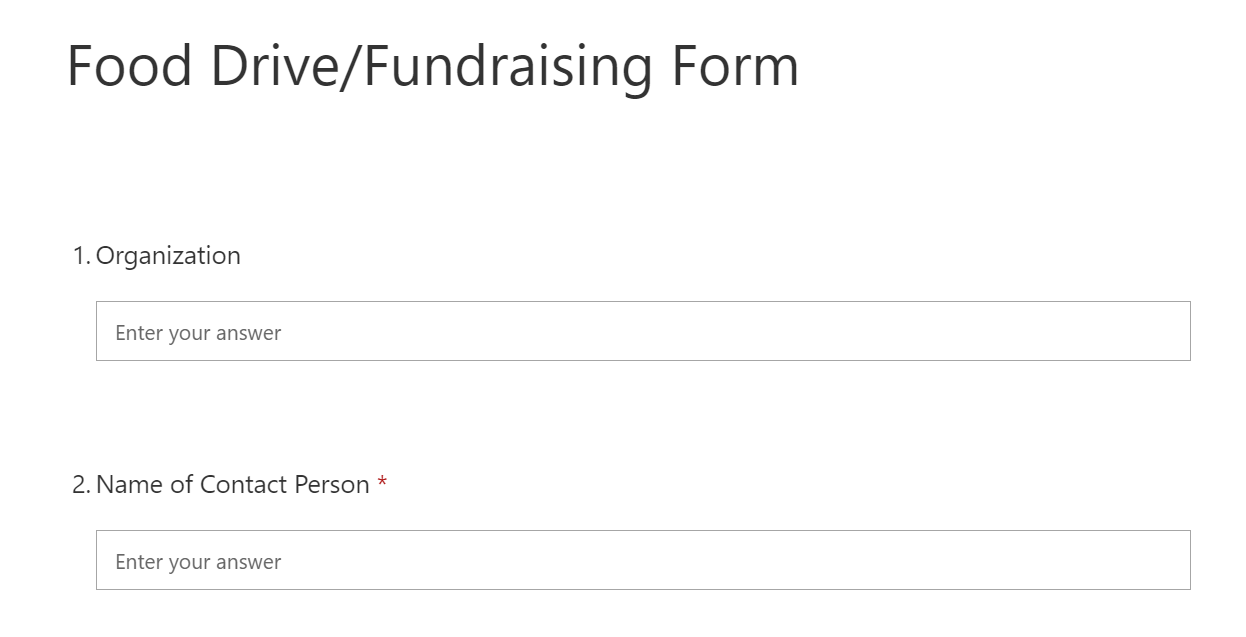 Food Drive/Fundraising Form
1. Organization
Enter your answer
2. Name of Contact Person *
Enter your answer